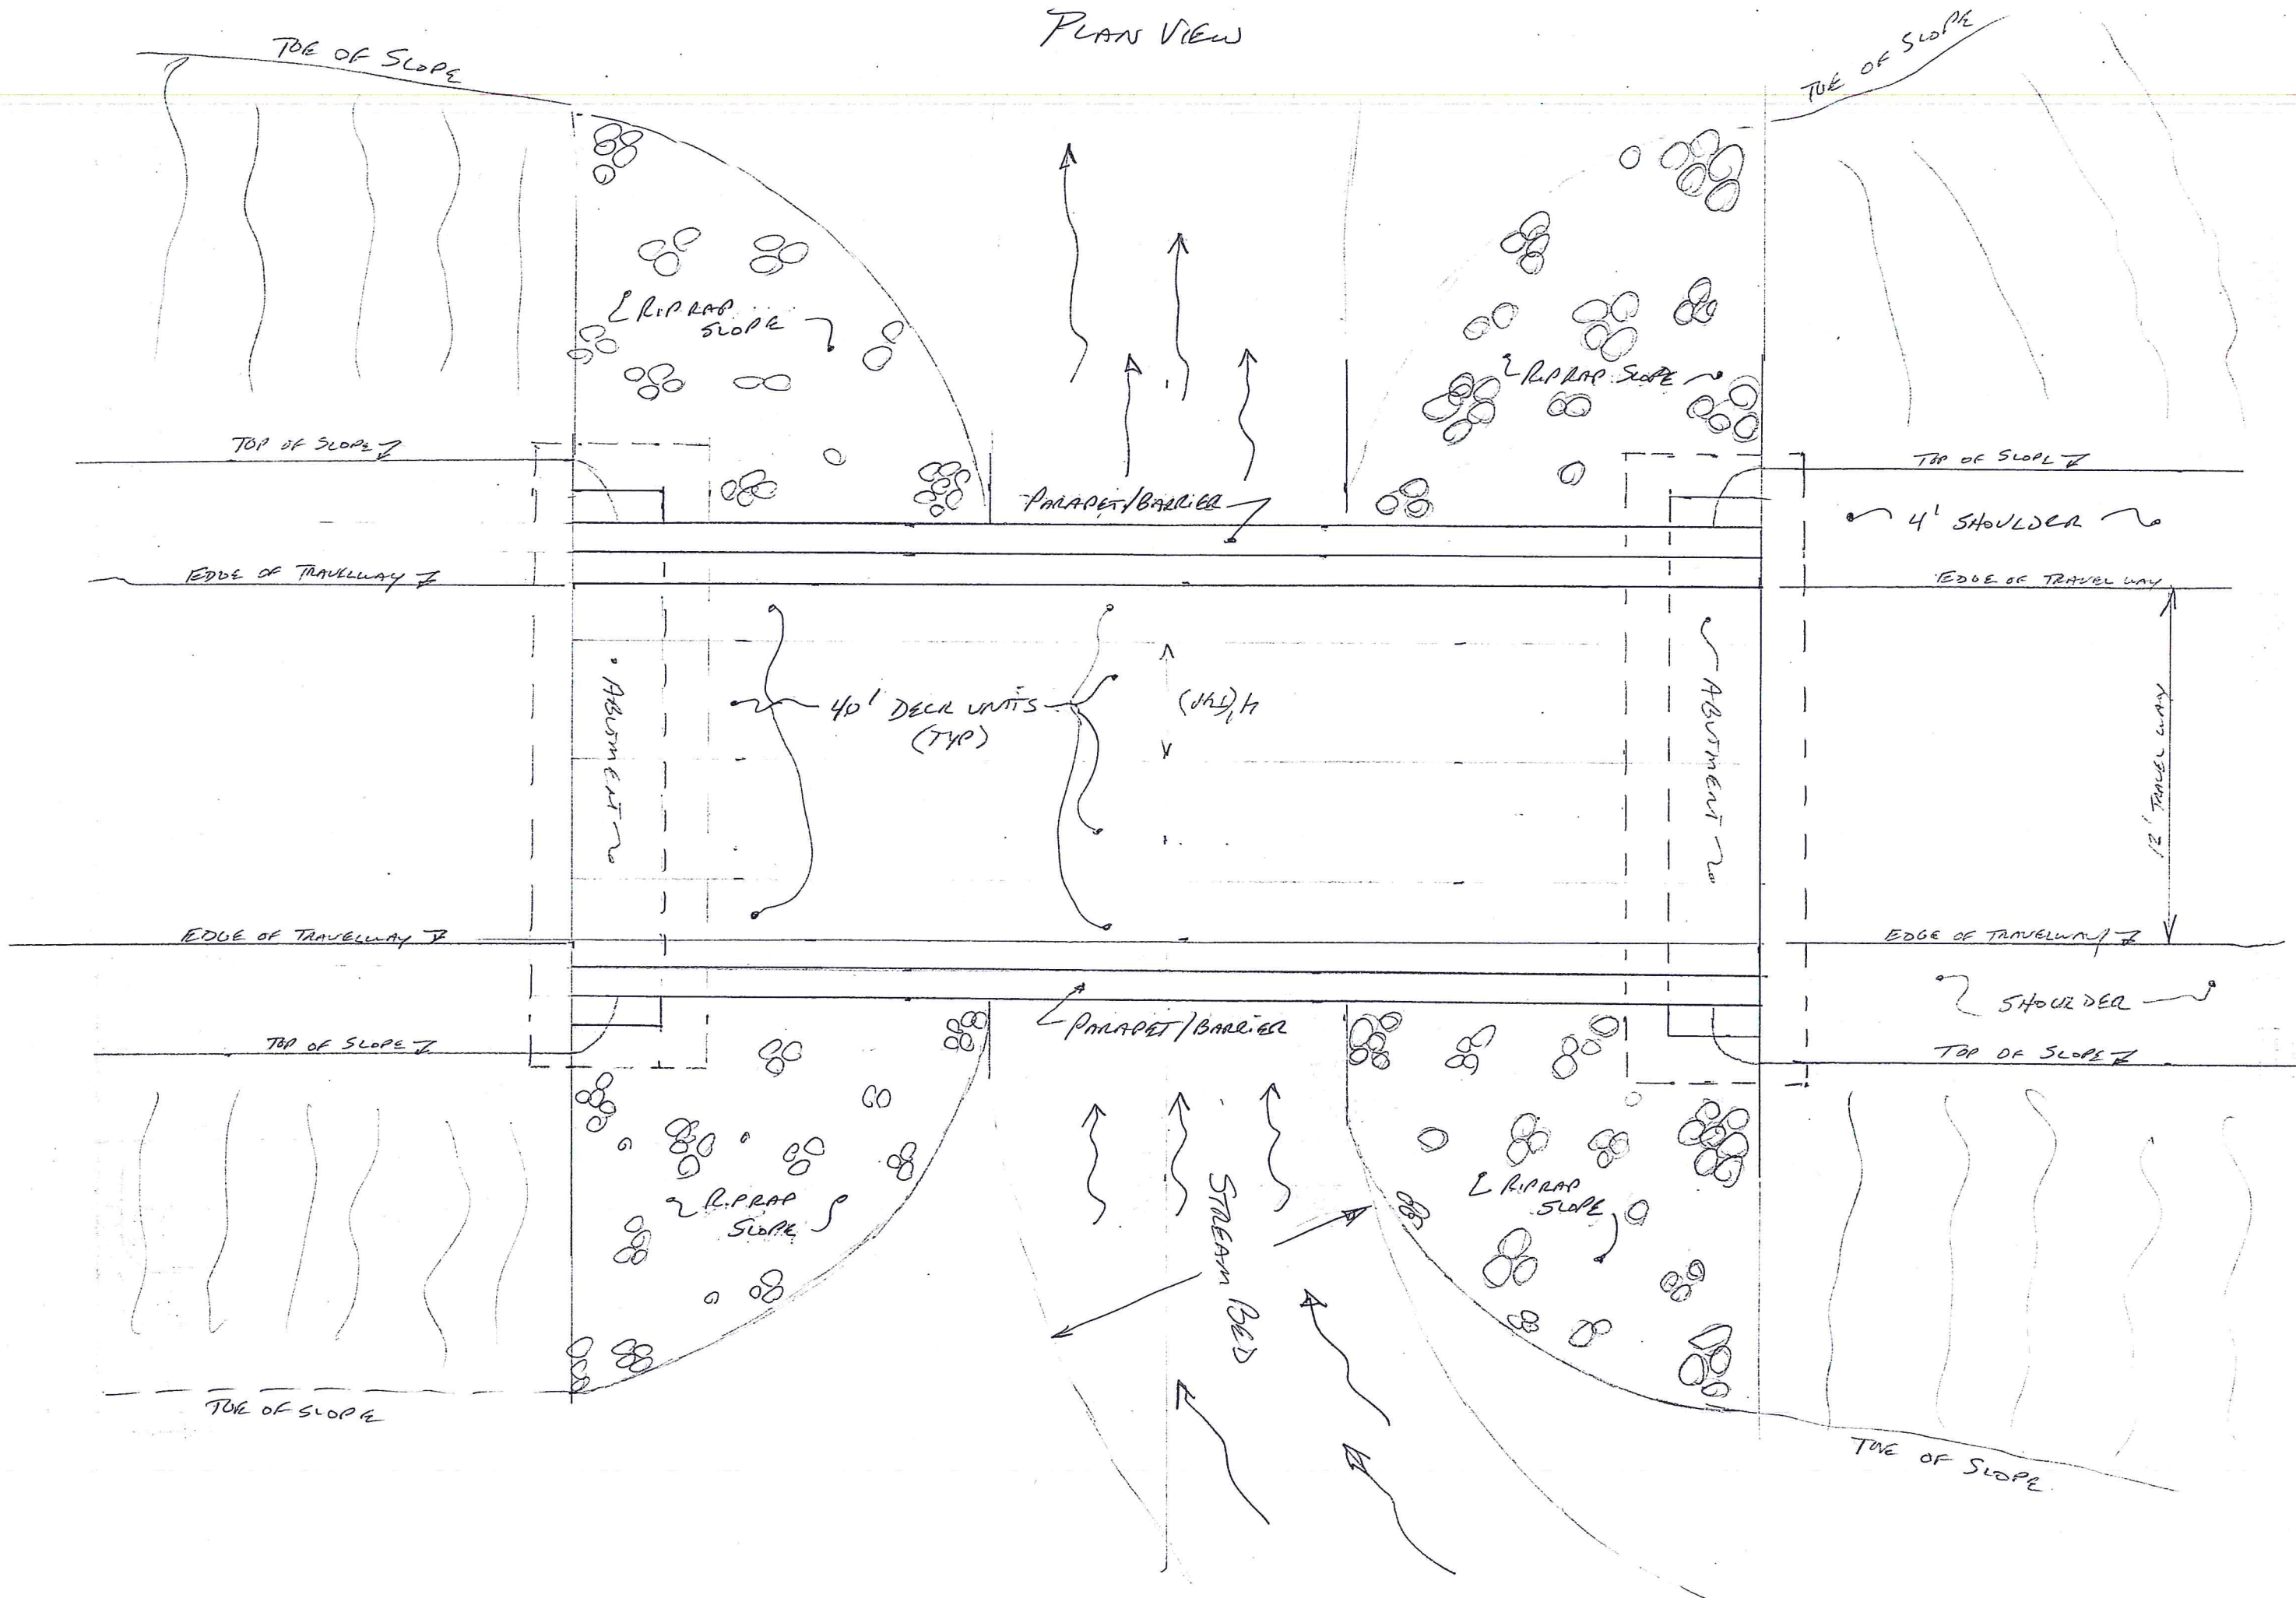 PLAN VIEW
TOE OF SLOPE
TOE OF SLOPE
RIPRAP
SLOPE
RIPRAP SLOPE
TOP OF SLOPE
TOP OF SLOPE
PARAPET/BARRIER
4' SHOULDER
EDGE OF TRAVELWAY
EDGE OF TRAVEL WAY
ABUTMENT
40' DECK UNITS
(TYP)
4'(TYP)
ABUTMENT
12' TRAVEL WAY
EDGE OF TRAVELWAY
EDGE OF TRAVELWAY
SHOULDER
PARAPET/BARRIER
TOP OF SLOPE
TOP OF SLOPE
RIPRAP
SLOPE
STREAM BED
RIPRAP
SLOPE
TOE OF SLOPE
TOE OF SLOPE